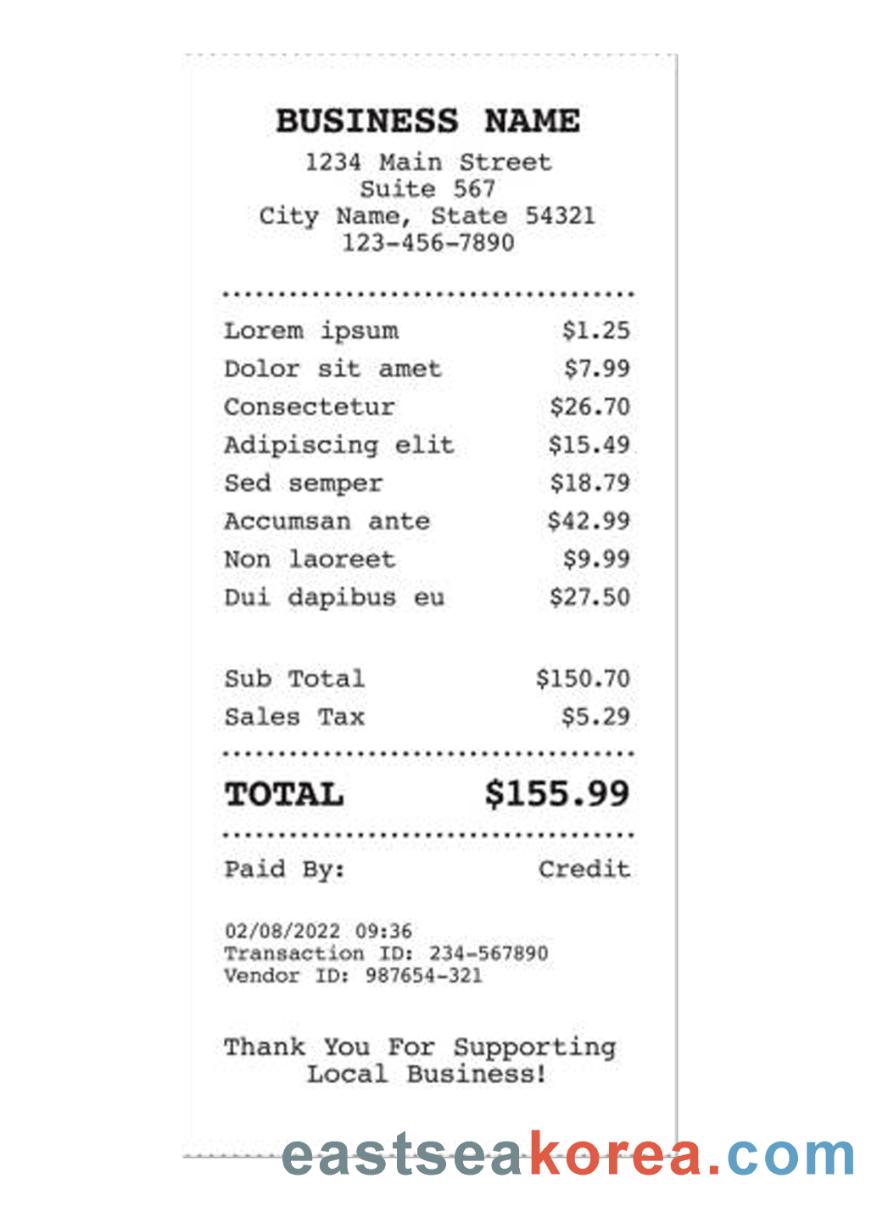 BUSINESS NAME
1234 Main Street
Suite 567
City Name, State 54321
123-456-7890
Lorem ipsum $1.25
Dolor sit amet $7.99
Consectetur $26.70
Adipiscing elit $15.49
Sed semper $18.79
Accumsan ante $42.99
Non laoreet $9.99
Dui dapibus eu $27.50
Sub Total $150.70
Sales Tax $5.29
TOTAL $155.99
Paid By: Credit
02/08/2022 09:36
Transaction ID: 234-567890
Vendor ID: 987654-321
Thank You For Supporting
Local Business!
eastseakorea.com